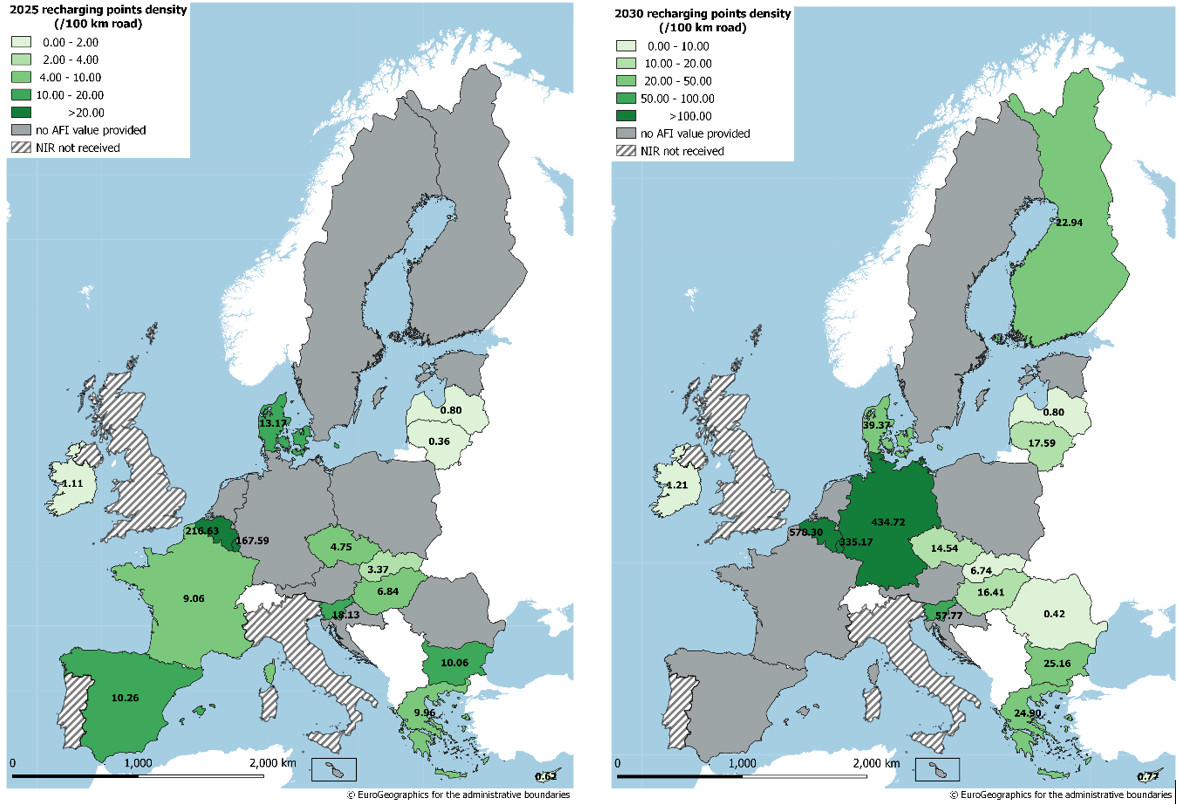 2025 recharging points density
(/100 km road)
0.00 - 2.00
2.00 - 4.00
4.00 - 10.00
10.00 - 20.00
>20.00
no AFI value provided
NIR not received
13.17
0.80
0.36
1.11
216.63
167.59
4.75
3.37
6.84
9.06
18.13
10.06
10.26
9.96
0.62
0
1,000
2,000 km
© EuroGeographics for the administrative boundaries
2030 recharging points density
(/100 km road)
0.00 - 10.00
10.00 - 20.00
20.00 - 50.00
50.00 - 100.00
>100.00
no AFI value provided
NIR not received
22.94
39.37
0.80
17.59
1.21
578.30
434.72
335.17
14.54
6.74
16.41
0.42
57.77
25.16
24.90
0.77
0
1,000
2,000 km
© EuroGeographics for the administrative boundaries